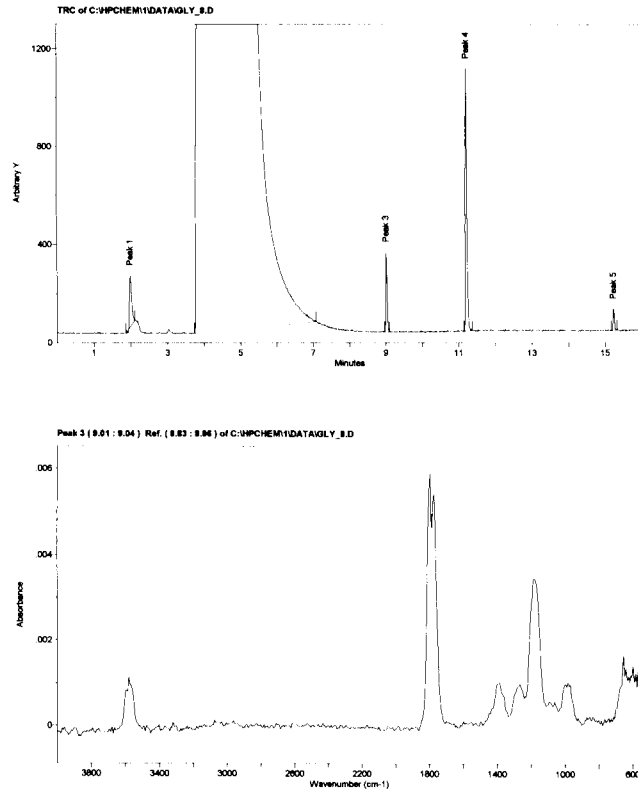 TRC of C:\HPCHEM\1\DATA\GLY_8.D
1200
800
400
0
Arbitrary Y
Peak 1
Peak 3
Peak 4
Peak 5
1 3 5 7 9 11 13 15
Minutes
Peak 3 ( 9.01 : 9.04 ) Ref. ( 8.83 : 8.96 ) of C:\HPCHEM\1\DATA\GLY_8.D
.006
.004
.002
0
Absorbance
3800 3400 3000 2600 2200 1800 1400 1000 600
Wavenumber (cm-1)